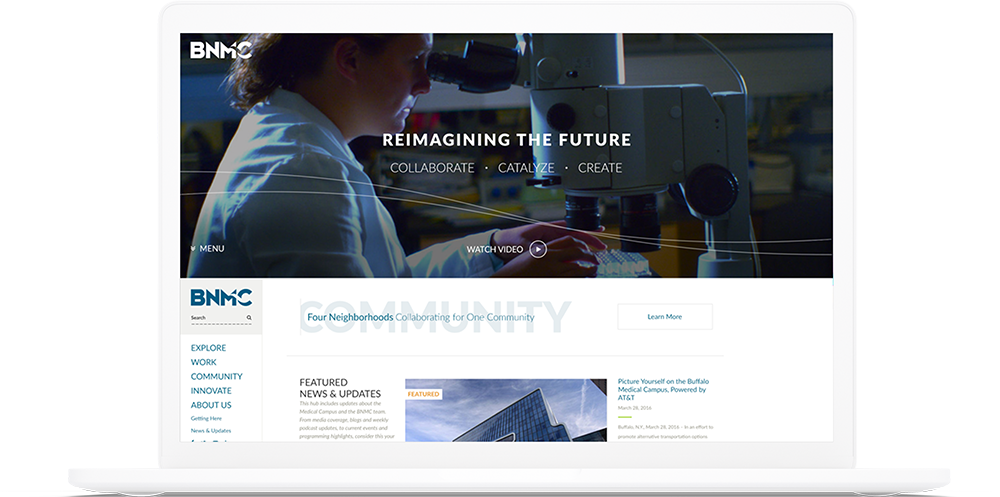 BNMC
REIMAGINING THE FUTURE
COLLABORATE · CATALYZE · CREATE
MENU
WATCH VIDEO
BNMC
Search
EXPLORE
WORK
COMMUNITY
INNOVATE
ABOUT US
Getting Here
News & Updates
COMMUNITY
Four Neighborhoods Collaborating for One Community
Learn More
FEATURED
NEWS & UPDATES
This hub includes updates about the
Medical Campus and the BNMC team.
From media coverage, blogs and weekly
podcast updates, to current events and
programming highlights, consider this your
FEATURED
Picture Yourself on the Buffalo
Medical Campus, Powered by
AT&T
March 28, 2016
Buffalo, N.Y., March 28, 2016 – In an effort to
promote alternative transportation options